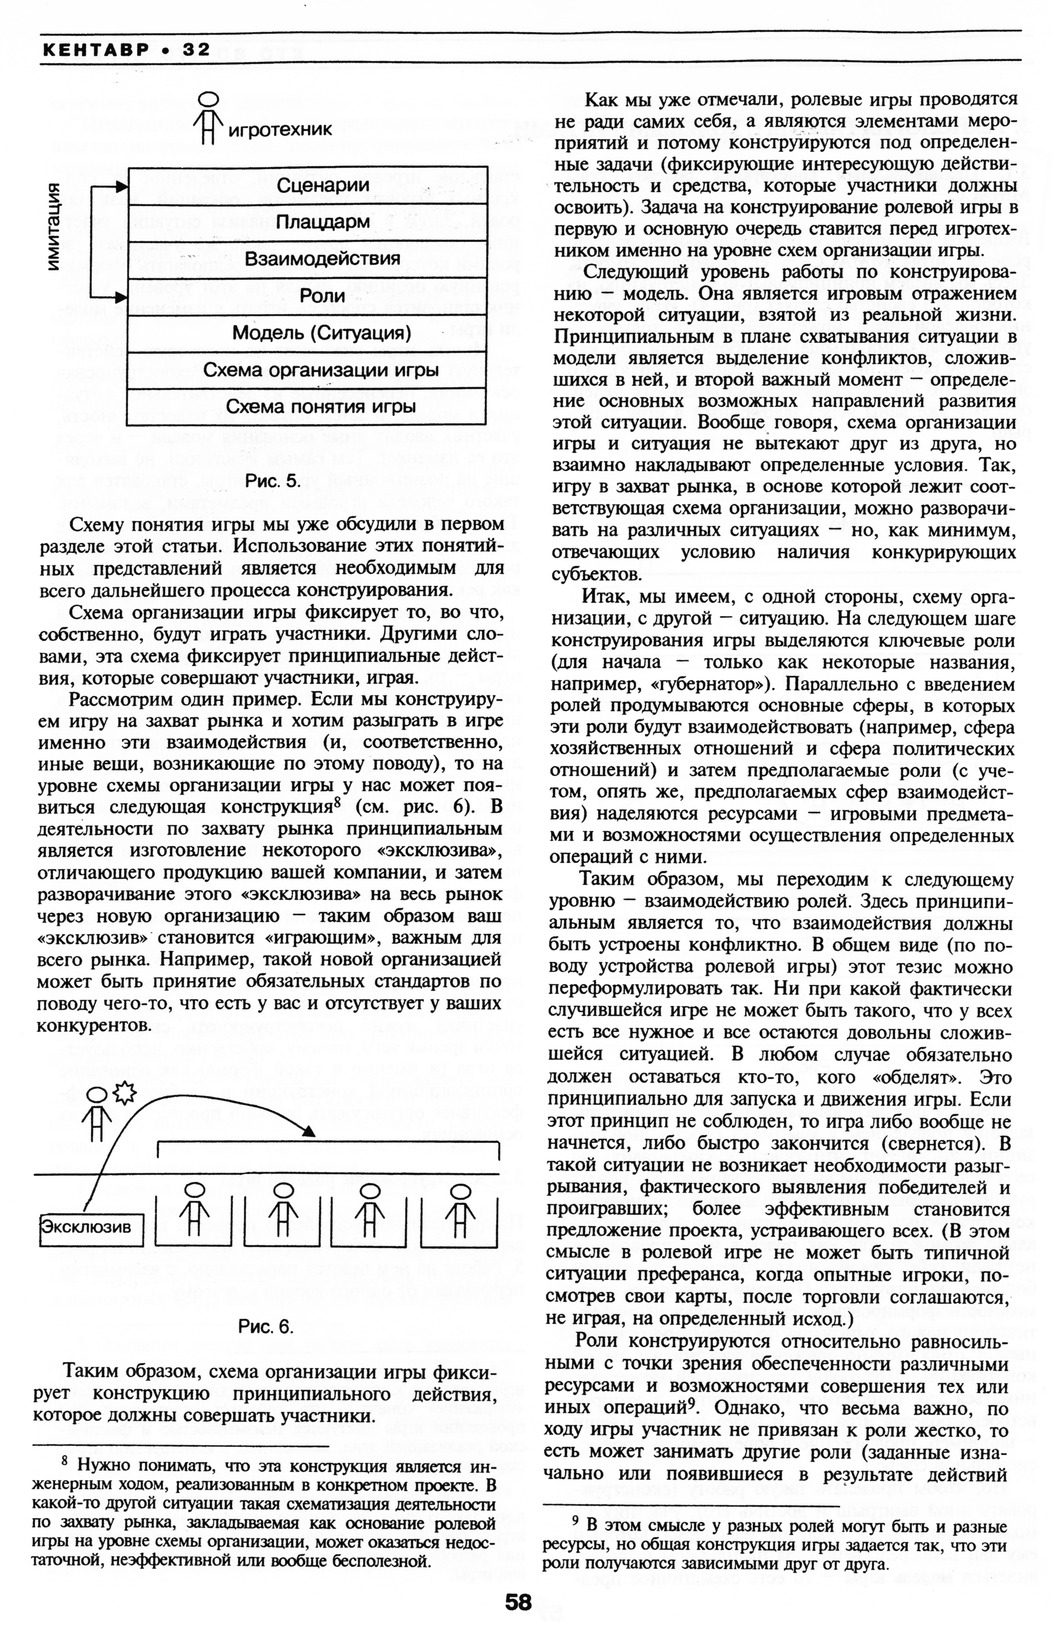 КЕНТАВР • 32
игротехник
имитация
Сценарии
Плацдарм
Взаимодействия
Роли
Модель (Ситуация)
Схема организации игры
Схема понятия игры
Рис. 5.
Схему понятия игры мы уже обсудили в первом
разделе этой статьи. Использование этих понятий-
ных представлений является необходимым для
всего дальнейшего процесса конструирования.
Схема организации игры фиксирует то, во что,
собственно, будут играть участники. Другими сло-
вами, эта схема фиксирует принципиальные дейст-
вия, которые совершают участники, играя.
Рассмотрим один пример. Если мы конструиру-
ем игру на захват рынка и хотим разыграть в игре
именно эти взаимодействия (и, соответственно,
иные вещи, возникающие по этому поводу), то на
уровне схемы организации игры у нас может поя-
виться следующая конструкция⁸ (см. рис. 6). В
деятельности по захвату рынка принципиальным
является изготовление некоторого «эксклюзива»,
отличающего продукцию вашей компании, и затем
разворачивание этого «эксклюзива» на весь рынок
через новую организацию — таким образом ваш
«эксклюзив» становится «играющим», важным для
всего рынка. Например, такой новой организацией
может быть принятие обязательных стандартов по
поводу чего-то, что есть у вас и отсутствует у ваших
конкурентов.
Эксклюзив
Рис. 6.
Таким образом, схема организации игры фикси-
рует конструкцию принципиального действия,
которое должны совершать участники.
⁸ Нужно понимать, что эта конструкция является ин-
женерным ходом, реализованным в конкретном проекте. В
какой-то другой ситуации такая схематизация деятельности
по захвату рынка, закладываемая как основание ролевой
игры на уровне схемы организации, может оказаться недос-
таточной, неэффективной или вообще бесполезной.
Как мы уже отмечали, ролевые игры проводятся
не ради самих себя, а являются элементами меро-
приятий и потому конструируются под определен-
ные задачи (фиксирующие интересующую действи-
тельность и средства, которые участники должны
освоить). Задача на конструирование ролевой игры в
первую и основную очередь ставится перед игротех-
ником именно на уровне схем организации игры.
Следующий уровень работы по конструирова-
нию — модель. Она является игровым отражением
некоторой ситуации, взятой из реальной жизни.
Принципиальным в плане схватывания ситуации в
модели является выделение конфликтов, сложив-
шихся в ней, и второй важный момент — определе-
ние основных возможных направлений развития
этой ситуации. Вообще говоря, схема организации
игры и ситуация не вытекают друг из друга, но
взаимно накладывают определенные условия. Так,
игру в захват рынка, в основе которой лежит соот-
ветствующая схема организации, можно разворачи-
вать на различных ситуациях — но, как минимум,
отвечающих условию наличия конкурирующих
субъектов.
Итак, мы имеем, с одной стороны, схему орга-
низации, с другой — ситуацию. На следующем шаге
конструирования игры выделяются ключевые роли
(для начала — только как некоторые названия,
например, «губернатор»). Параллельно с введением
ролей продумываются основные сферы, в которых
эти роли будут взаимодействовать (например, сфера
хозяйственных отношений и сфера политических
отношений) и затем предполагаемые роли (с уче-
том, опять же, предполагаемых сфер взаимодейст-
вия) наделяются ресурсами — игровыми предмета-
ми и возможностями осуществления определенных
операций с ними.
Таким образом, мы переходим к следующему
уровню — взаимодействию ролей. Здесь принципи-
альным является то, что взаимодействия должны
быть устроены конфликтно. В общем виде (по по-
воду устройства ролевой игры) этот тезис можно
переформулировать так. Ни при какой фактически
случившейся игре не может быть такого, что у всех
есть все нужное и все остаются довольны сложив-
шейся ситуацией. В любом случае обязательно
должен оставаться кто-то, кого «обделят». Это
принципиально для запуска и движения игры. Если
этот принцип не соблюден, то игра либо вообще не
начнется, либо быстро закончится (свернется). В
такой ситуации не возникает необходимости разыг-
рывания, фактического выявления победителей и
проигравших; более эффективным становится
предложение проекта, устраивающего всех. (В этом
смысле в ролевой игре не может быть типичной
ситуации преферанса, когда опытные игроки, по-
смотрев свои карты, после торговли соглашаются,
не играя, на определенный исход.)
Роли конструируются относительно равносиль-
ными с точки зрения обеспеченности различными
ресурсами и возможностями совершения тех или
иных операций⁹. Однако, что весьма важно, по
ходу игры участник не привязан к роли жестко, то
есть может занимать другие роли (заданные изна-
чально или появившиеся в результате действий
⁹ В этом смысле у разных ролей могут быть и разные
ресурсы, но общая конструкция игры задается так, что эти
роли получаются зависимыми друг от друга.
58